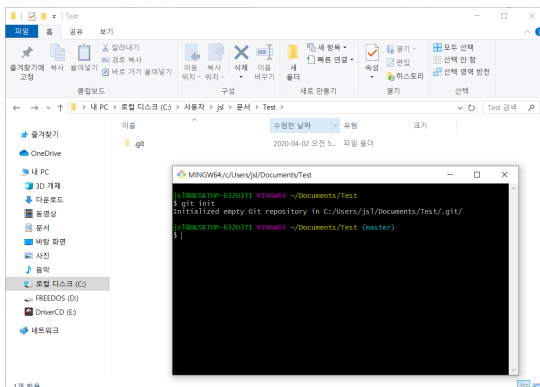 Test
파일 홈 공유 보기
즐겨찾기에 고정
복사
붙여넣기
잘라내기
경로 복사
바로 가기 붙여넣기
클립보드
이동 위치
복사 위치
삭제
이름 바꾸기
구성
새 폴더
새 항목
빠른 연결
새로 만들기
속성
열기
편집
히스토리
열기
모두 선택
선택 안 함
선택 영역 반전
선택
내 PC > 로컬 디스크 (C:) > 사용자 > jsl > 문서 > Test >
Test 검색
이름 수정한 날짜 유형 크기
.git 2020-04-02 오전 5... 파일 폴더
즐겨찾기
OneDrive
내 PC
3D 개체
다운로드
동영상
문서
바탕 화면
사진
음악
로컬 디스크 (C:)
FREEDOS (D:)
DriverCD (E:)
네트워크
1개 항목
MINGW64:/c/Users/jsl/Documents/Test
jsl@DESKTOP-632O3TI MINGW64 ~/Documents/Test
$ git init
Initialized empty Git repository in C:/Users/jsl/Documents/Test/.git/
jsl@DESKTOP-632O3TI MINGW64 ~/Documents/Test (master)
$